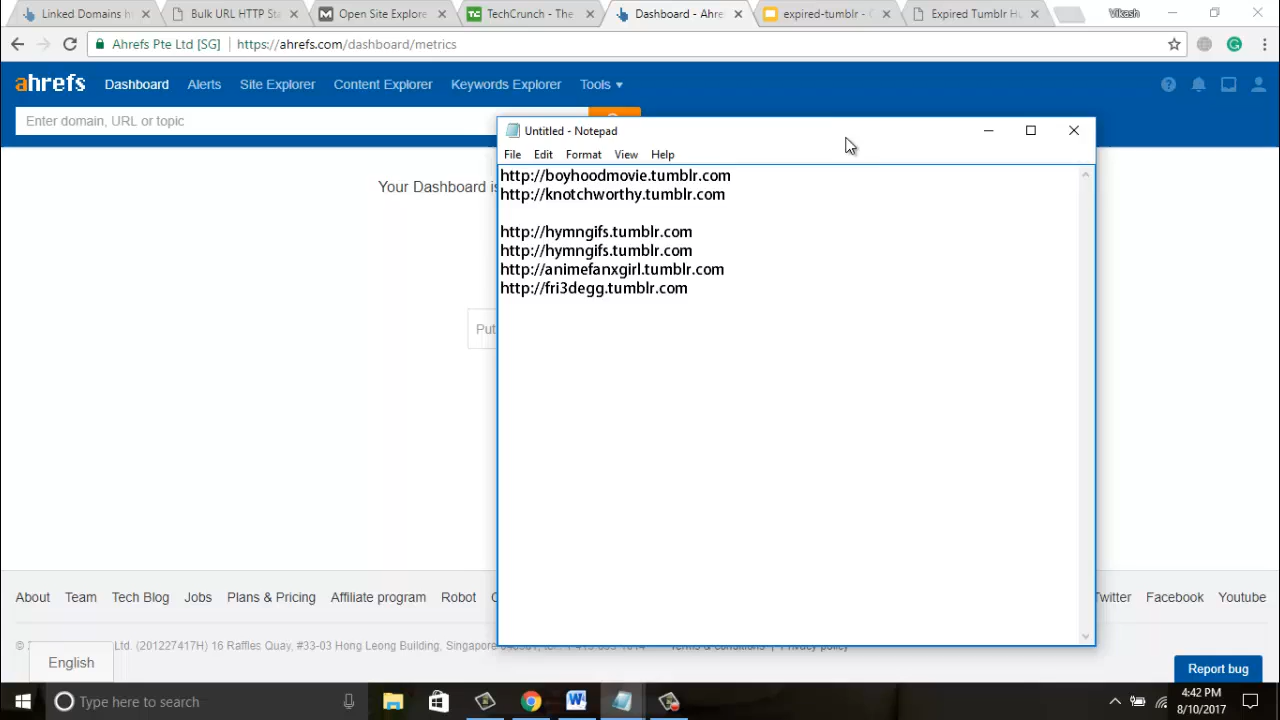 Linked Domains In
Bulk URL HTTP Sta
Open Site Explore
TechCrunch - The
Dashboard - Ahre
expired-tumblr - G
Expired Tumblr Hu
Vikash
Ahrefs Pte Ltd [SG]
https://ahrefs.com/dashboard/metrics
ahrefs Dashboard Alerts Site Explorer Content Explorer Keywords Explorer Tools
Enter domain, URL or topic
Untitled - Notepad
File Edit Format View Help
Your Dashboard is
http://boyhoodmovie.tumblr.com
http://knotchworthy.tumblr.com
http://hymngifs.tumblr.com
http://hymngifs.tumblr.com
http://animefanxgirl.tumblr.com
http://fri3degg.tumblr.com
Put
About Team Tech Blog Jobs Plans & Pricing Affiliate program Robot Twitter Facebook Youtube
Ltd. (201227417H) 16 Raffles Quay, #33-03 Hong Leong Building, Singapore
English
Report bug
Type here to search
4:42 PM
8/10/2017